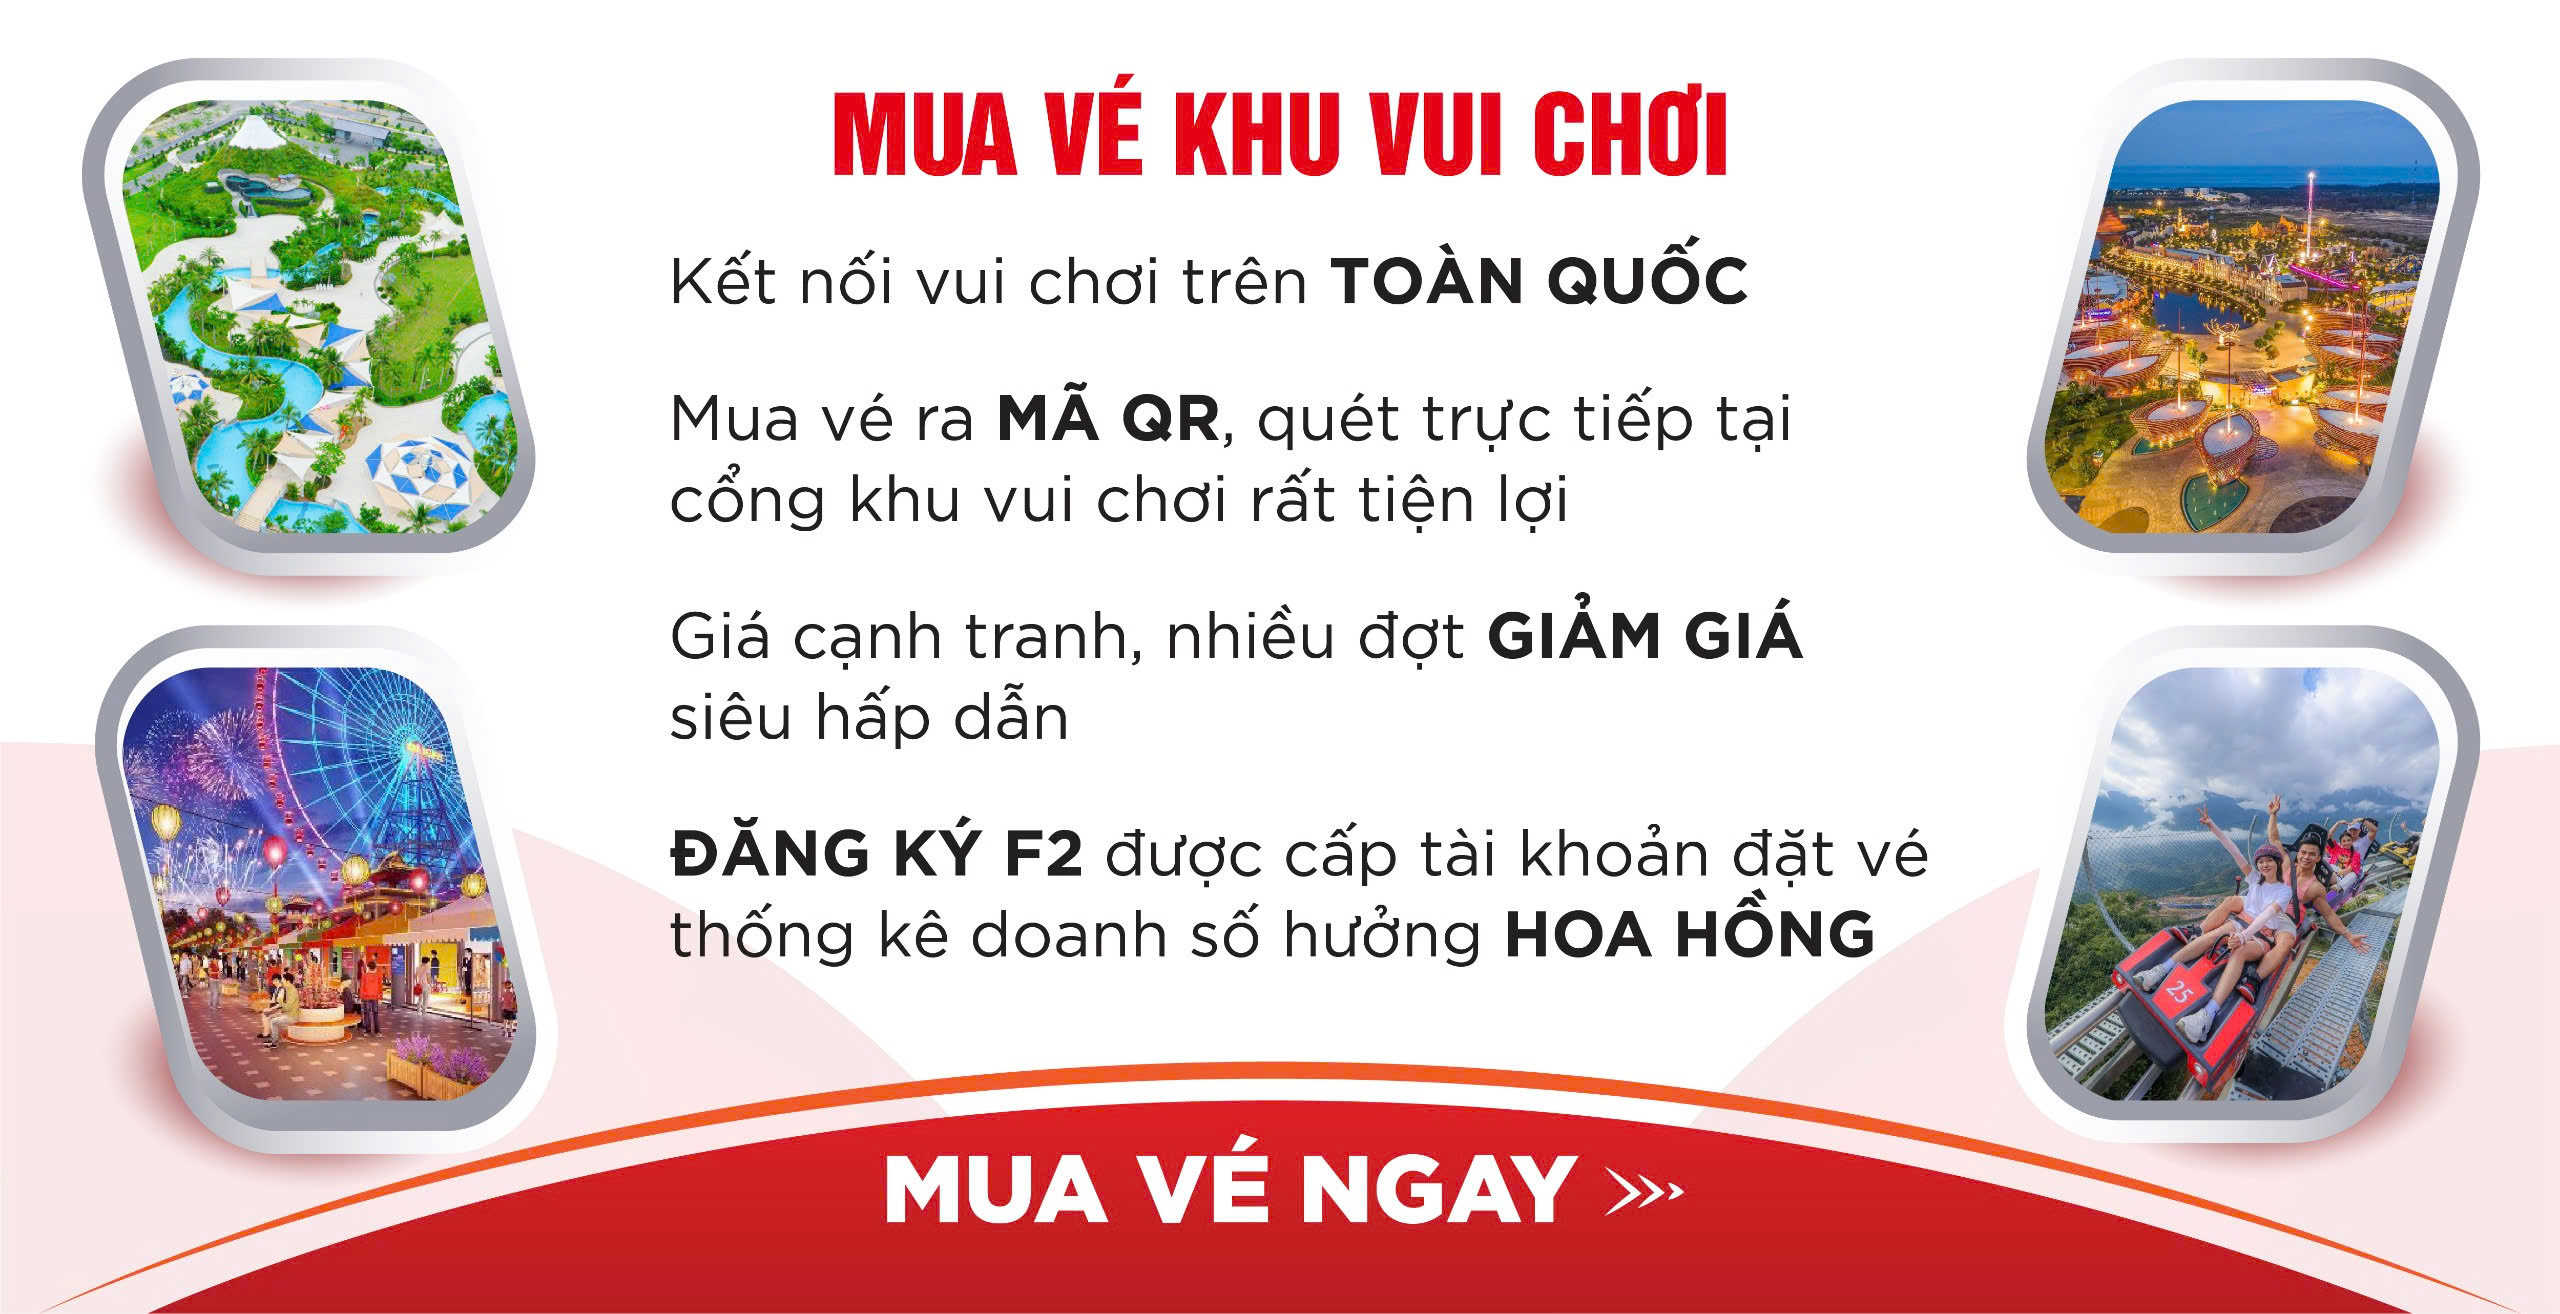 MUA VÉ KHU VUI CHƠI
Kết nối vui chơi trên TOÀN QUỐC
Mua vé ra MÃ QR, quét trực tiếp tại
cổng khu vui chơi rất tiện lợi
Giá cạnh tranh, nhiều đợt GIẢM GIÁ
siêu hấp dẫn
ĐĂNG KÝ F2 được cấp tài khoản đặt vé
thống kê doanh số hưởng HOA HỒNG
25
MUA VÉ NGAY